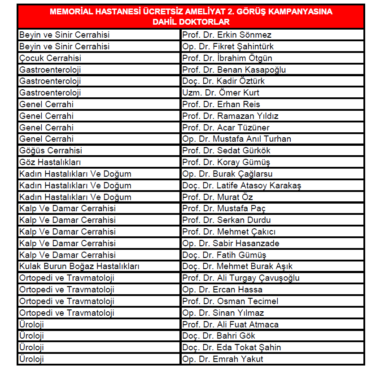 MEMORİAL HASTANESİ ÜCRETSİZ AMELİYAT 2. GÖRÜŞ KAMPANYASINA
DAHİL DOKTORLAR
Beyin ve Sinir Cerrahisi Prof. Dr. Erkin Sönmez
Beyin ve Sinir Cerrahisi Op. Dr. Fikret Şahintürk
Çocuk Cerrahisi Prof. Dr. İbrahim Ötgün
Gastroenteroloji Prof. Dr. Benan Kasapoğlu
Gastroenteroloji Doç. Dr. Kadir Öztürk
Gastroenteroloji Uzm. Dr. Ömer Kurt
Genel Cerrahi Prof. Dr. Erhan Reis
Genel Cerrahi Prof. Dr. Ramazan Yıldız
Genel Cerrahi Prof. Dr. Acar Tüzüner
Genel Cerrahi Op. Dr. Mustafa Anıl Turhan
Göğüs Cerrahisi Prof. Dr. Sedat Gürkök
Göz Hastalıkları Prof. Dr. Koray Gümüş
Kadın Hastalıkları Ve Doğum Op. Dr. Burak Çağlarsu
Kadın Hastalıkları Ve Doğum Doç. Dr. Latife Atasoy Karakaş
Kadın Hastalıkları Ve Doğum Prof. Dr. Murat Öz
Kalp Ve Damar Cerrahisi Prof. Dr. Mustafa Paç
Kalp Ve Damar Cerrahisi Prof. Dr. Serkan Durdu
Kalp Ve Damar Cerrahisi Prof. Dr. Mehmet Çakıcı
Kalp Ve Damar Cerrahisi Op. Dr. Sabir Hasanzade
Kalp Ve Damar Cerrahisi Doç. Dr. Fatih Gümüş
Kulak Burun Boğaz Hastalıkları Doç. Dr. Mehmet Burak Aşık
Ortopedi ve Travmatoloji Prof. Dr. Ali Turgay Çavuşoğlu
Ortopedi ve Travmatoloji Op. Dr. Ercan Hassa
Ortopedi ve Travmatoloji Prof. Dr. Osman Tecimel
Ortopedi ve Travmatoloji Op. Dr. Sinan Yılmaz
Üroloji Prof. Dr. Ali Fuat Atmaca
Üroloji Doç. Dr. Bahri Gök
Üroloji Doç. Dr. Eda Tokat Şahin
Üroloji Op. Dr. Emrah Yakut